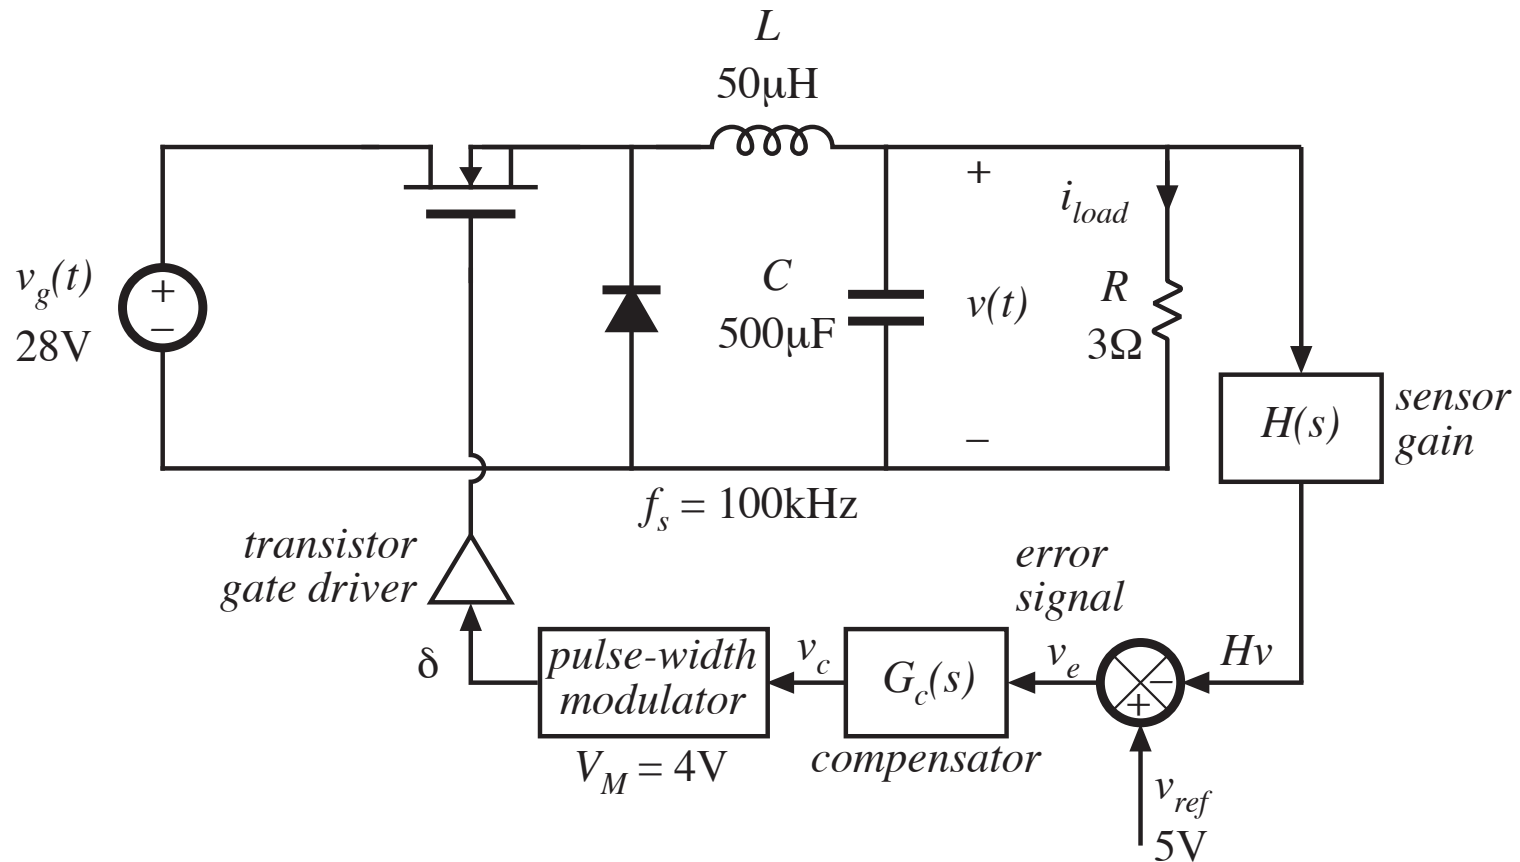 L
50μH
+
i_load
v_g(t)
28V
+
–
C
500μF
v(t)
R
3Ω
–
H(s)
sensor
gain
f_s = 100kHz
transistor
gate driver
error
signal
δ
pulse-width
modulator
v_c
G_c(s)
v_e
–
+
Hv
V_M = 4V
compensator
v_ref
5V